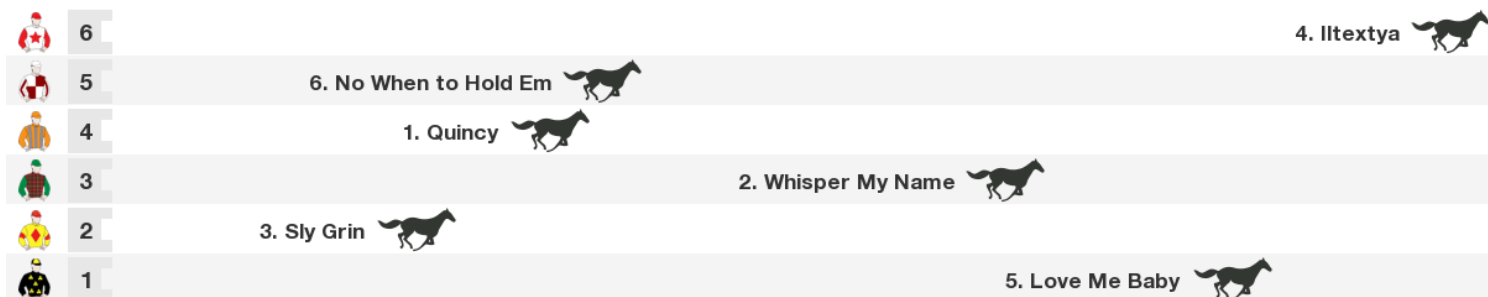 6 4. Iltextya
5 6. No When to Hold Em
4 1. Quincy
3 2. Whisper My Name
2 3. Sly Grin
1 5. Love Me Baby